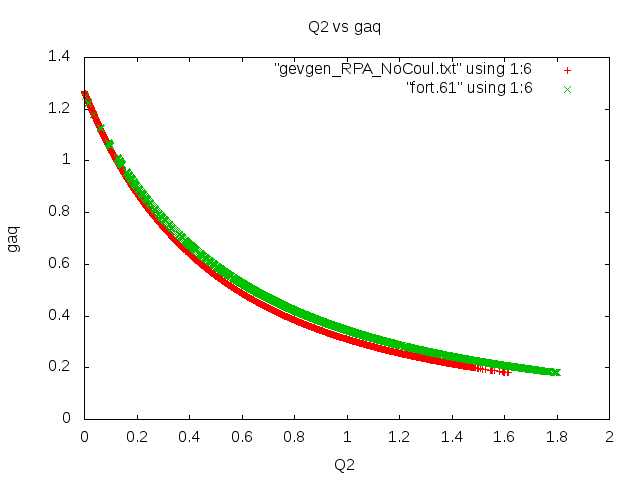 Q2 vs gaq
"gevgen_RPA_NoCoul.txt" using 1:6
"fort.61" using 1:6
gaq
1.4
1.2
1
0.8
0.6
0.4
0.2
0
0 0.2 0.4 0.6 0.8 1 1.2 1.4 1.6 1.8 2
Q2